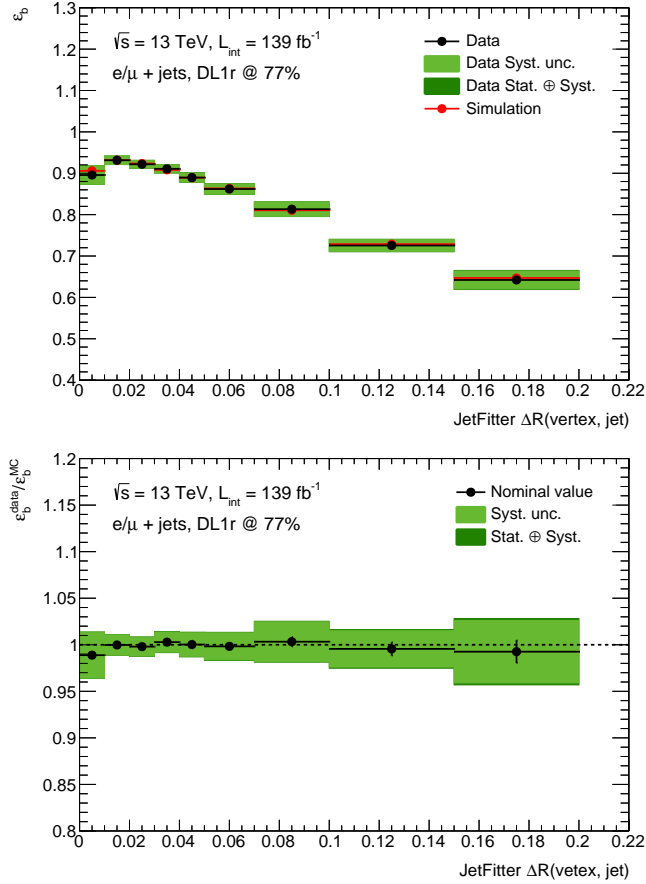 ε_b
1.3
1.2
1.1
1
0.9
0.8
0.7
0.6
0.5
0.4
√s = 13 TeV, L_int = 139 fb⁻¹
e/μ + jets, DL1r @ 77%
Data
Data Syst. unc.
Data Stat. ⊕ Syst.
Simulation
0 0.02 0.04 0.06 0.08 0.1 0.12 0.14 0.16 0.18 0.2 0.22
JetFitter ΔR(vertex, jet)
ε_b^data/ε_b^MC
1.2
1.15
1.1
1.05
1
0.95
0.9
0.85
0.8
√s = 13 TeV, L_int = 139 fb⁻¹
e/μ + jets, DL1r @ 77%
Nominal value
Syst. unc.
Stat. ⊕ Syst.
0 0.02 0.04 0.06 0.08 0.1 0.12 0.14 0.16 0.18 0.2 0.22
JetFitter ΔR(vetex, jet)